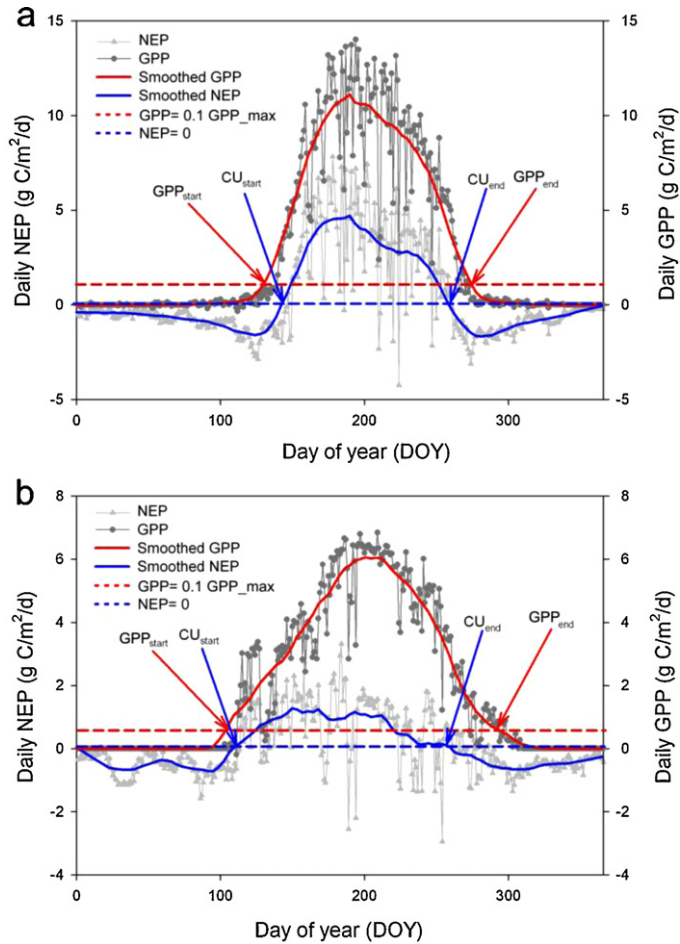 a
15
15
NEP
GPP
Smoothed GPP
Smoothed NEP
GPP= 0.1 GPP_max
NEP= 0
10
10
GPPstart
CUstart
CUend
GPPend
5
5
0
0
-5
-5
0
100
200
300
Daily NEP (g C/m²/d)
Daily GPP (g C/m²/d)
Day of year (DOY)
b
8
8
NEP
GPP
Smoothed GPP
Smoothed NEP
GPP= 0.1 GPP_max
NEP= 0
6
6
GPPstart
CUstart
CUend
GPPend
4
4
2
2
0
0
-2
-2
-4
-4
0
100
200
300
Daily NEP (g C/m²/d)
Daily GPP (g C/m²/d)
Day of year (DOY)